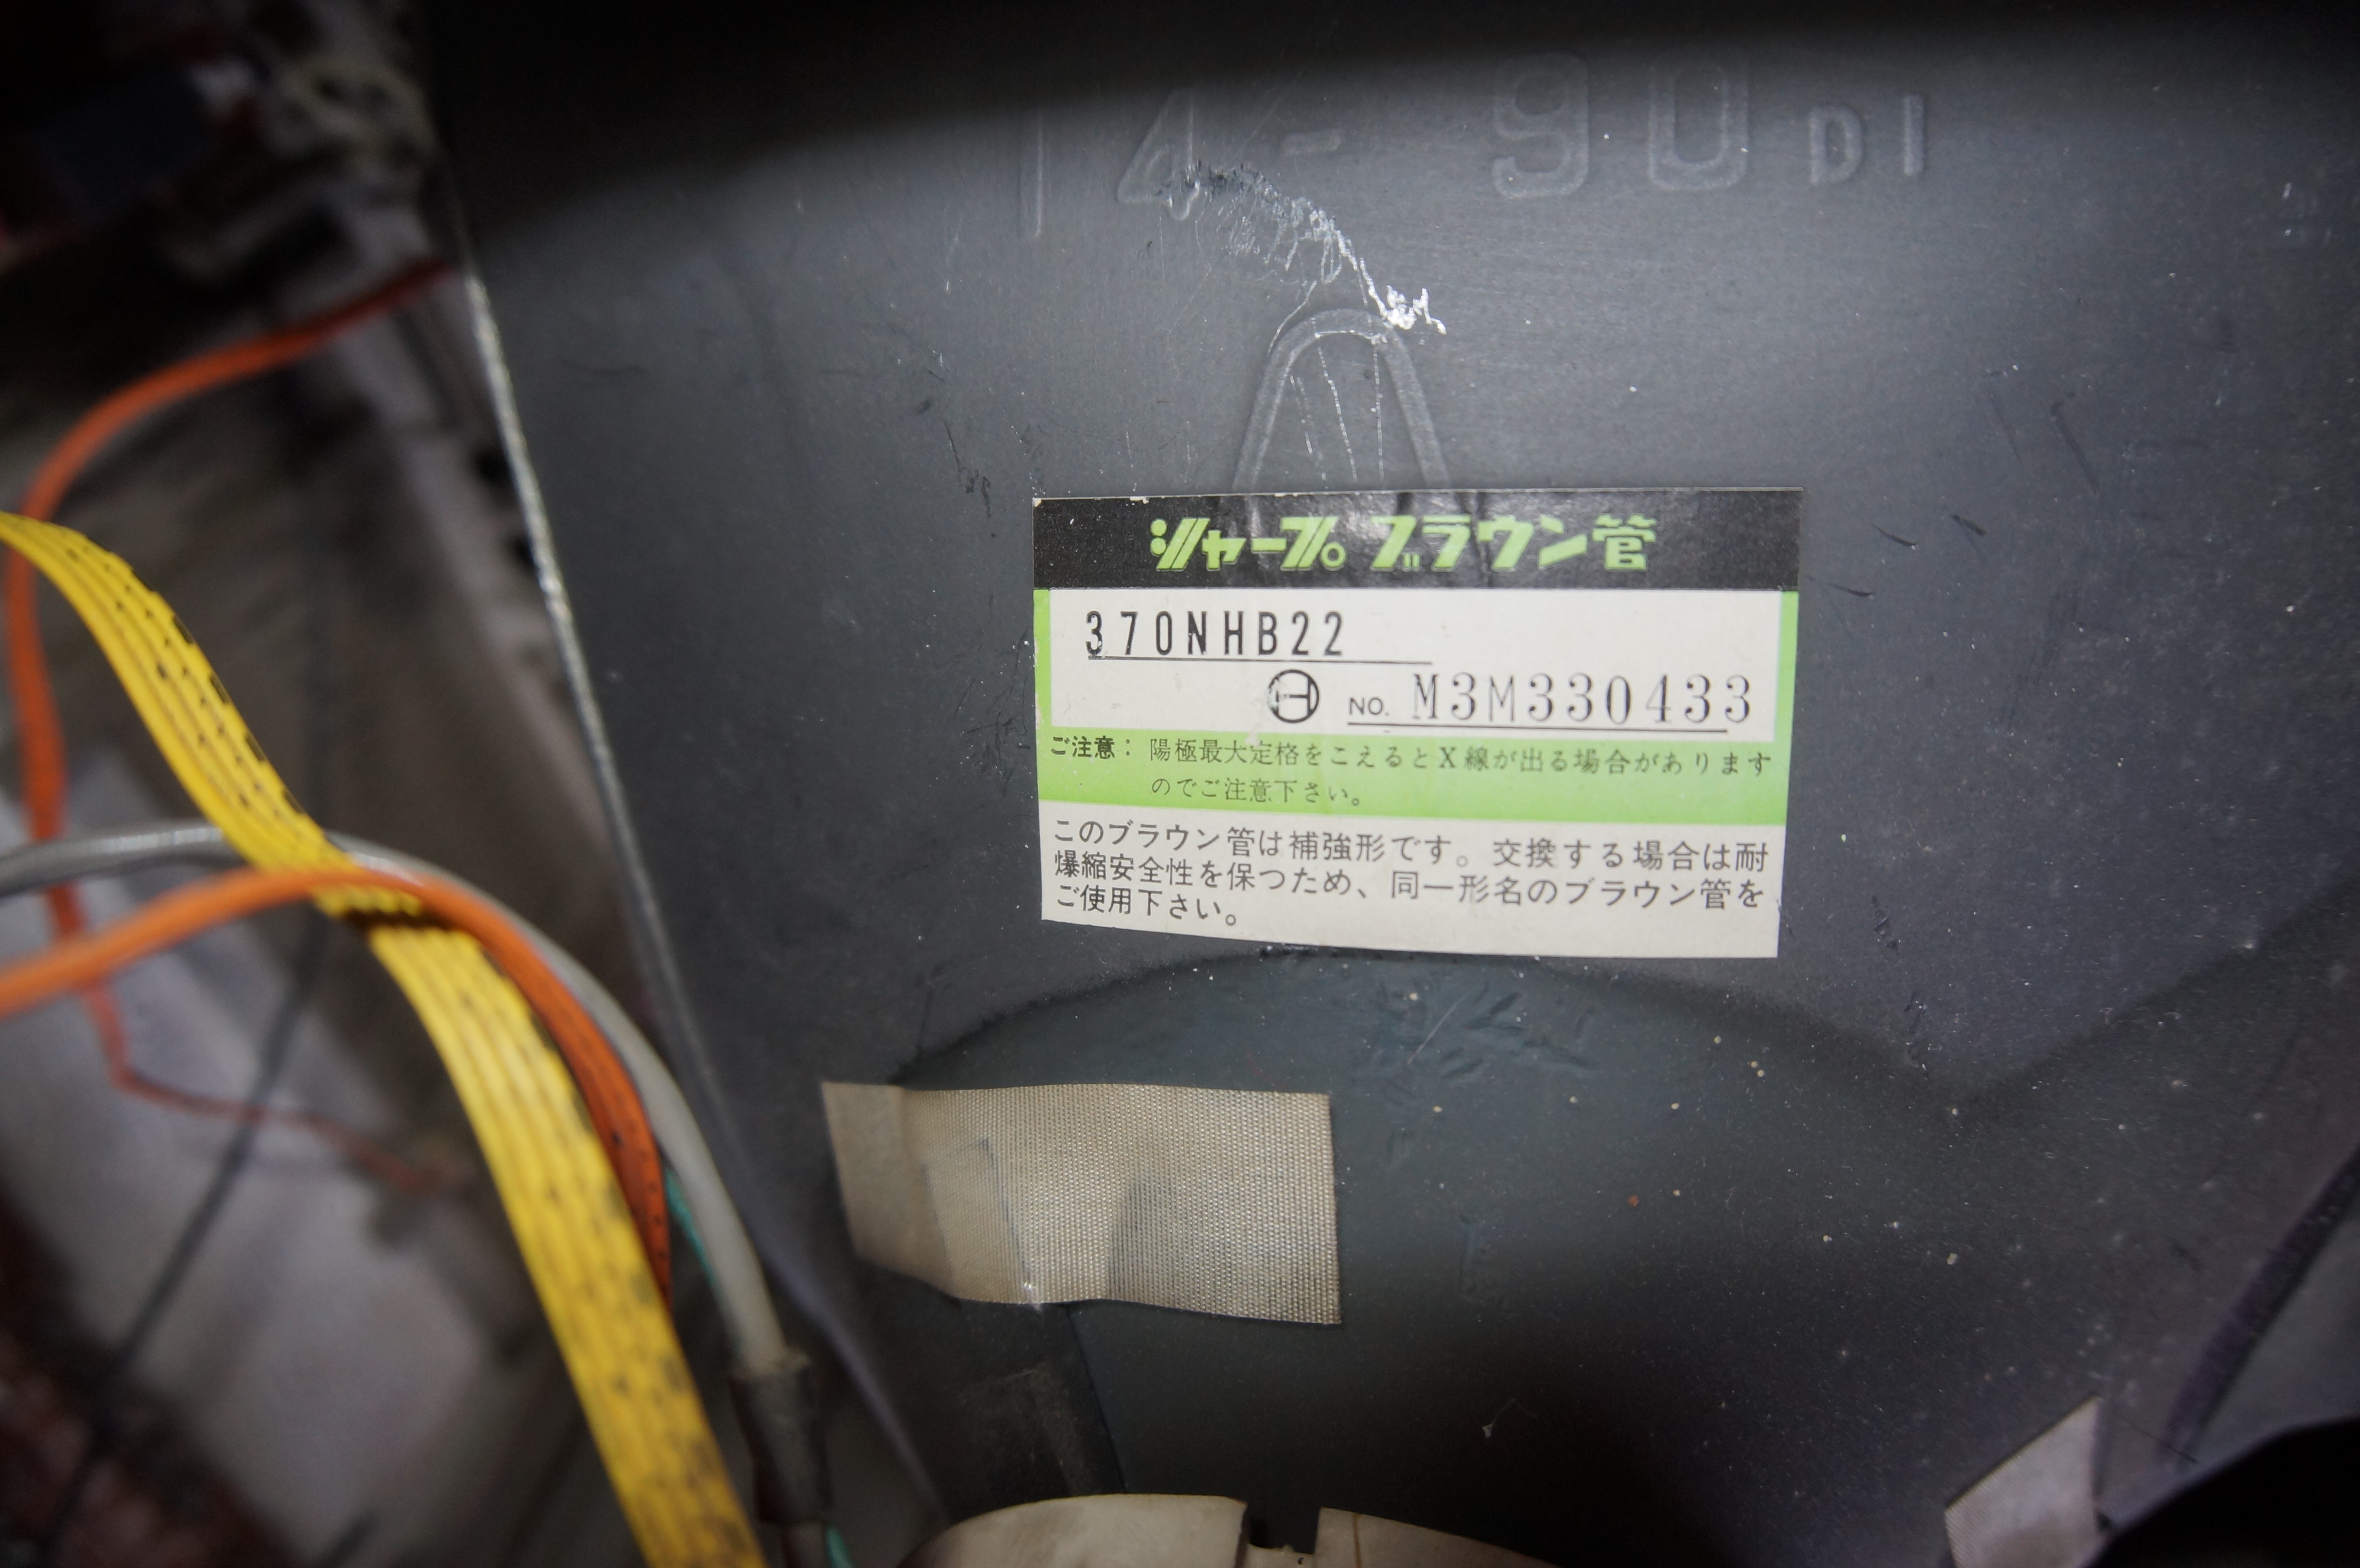 14-90 D1
シャープ ブラウン管
370NHB22
H NO. M3M330433
ご注意: 陽極最大定格をこえるとX線が出る場合があります
のでご注意下さい。
このブラウン管は補強形です。交換する場合は耐
爆縮安全性を保つため、同一形名のブラウン管を
ご使用下さい。